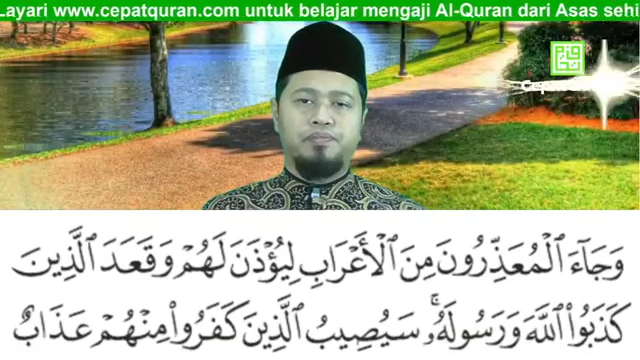 Layari www.cepatquran.com untuk belajar mengaji Al-Quran dari Asas sehi
وَجَآءَ ٱلْمُعَذِّرُونَ مِنَ ٱلْأَعْرَابِ لِيُؤْذَنَ لَهُمْ وَقَعَدَ ٱلَّذِينَ
كَذَبُوا۟ ٱللَّهَ وَرَسُولَهُۥ ۚ سَيُصِيبُ ٱلَّذِينَ كَفَرُوا۟ مِنْهُمْ عَذَابٌ